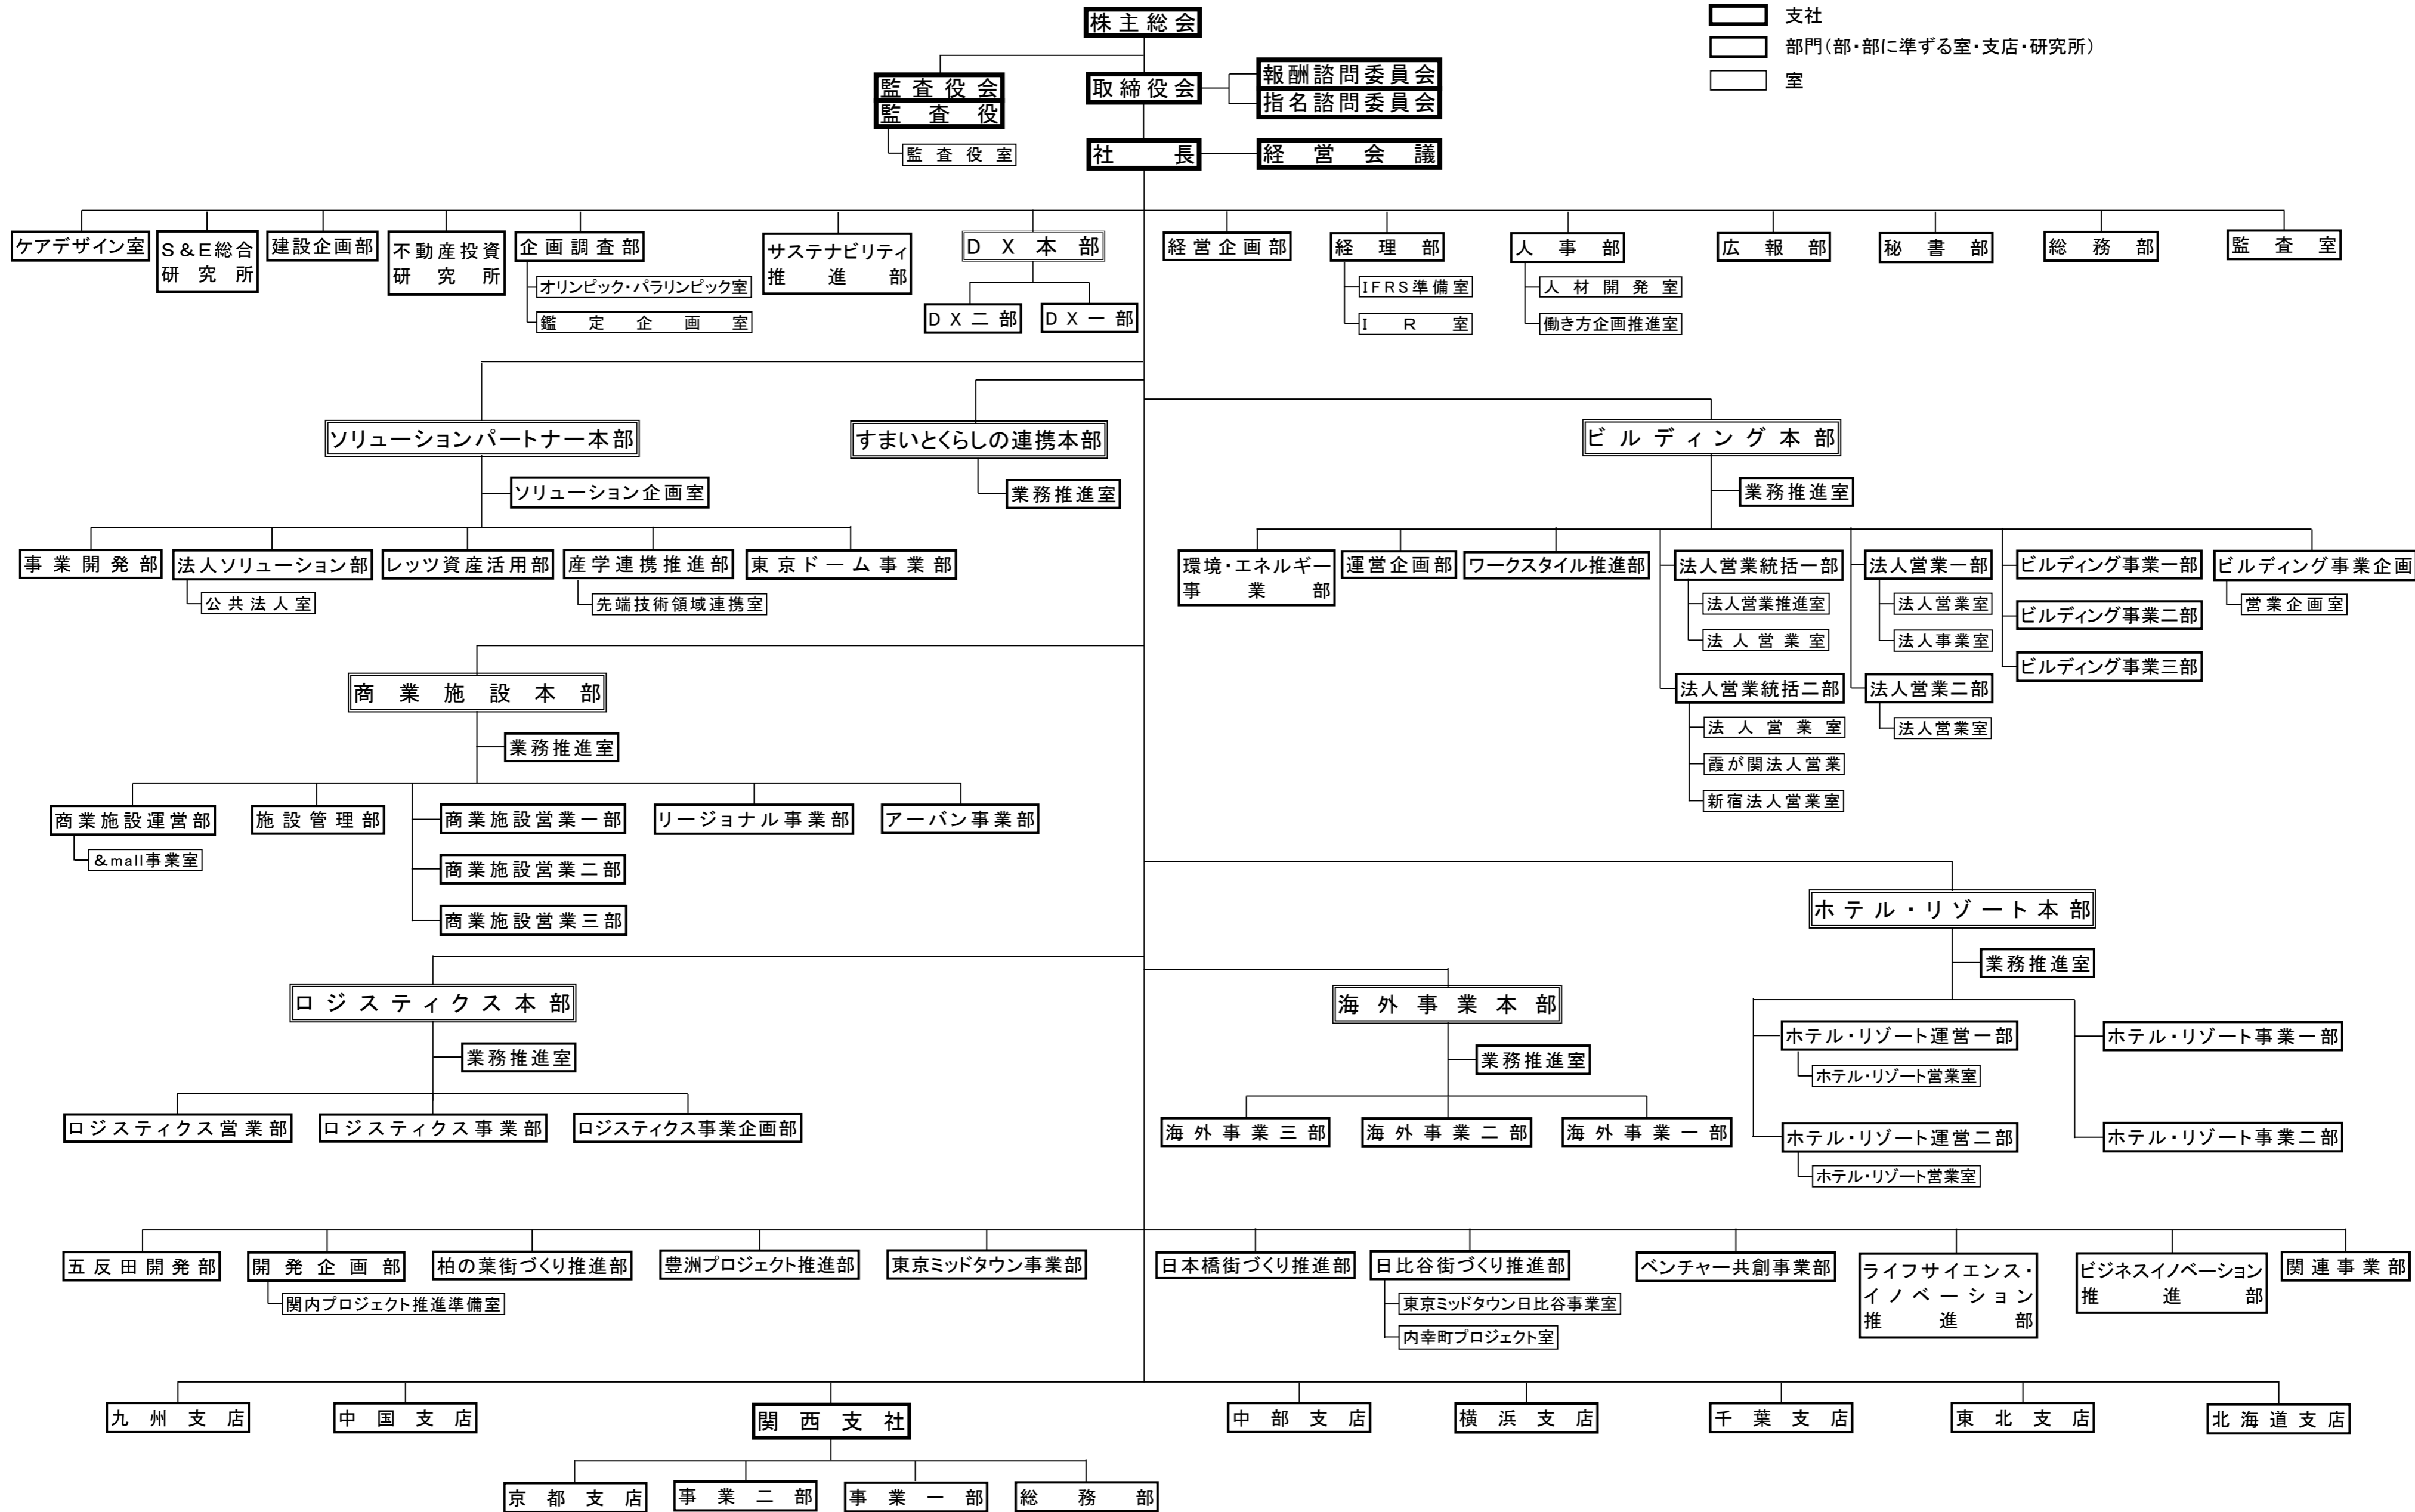 株主総会
支社
部門(部・部に準ずる室・支店・研究所)
室
監査役会
監査役
監査役室
取締役会
報酬諮問委員会
指名諮問委員会
社長
経営会議
ケアデザイン室
S&E総合
研究所
建設企画部
不動産投資
研究所
企画調査部
オリンピック・パラリンピック室
鑑定企画室
サステナビリティ
推進部
DX本部
DX二部
DX一部
経営企画部
経理部
IFRS準備室
IR室
人事部
人材開発室
働き方企画推進室
広報部
秘書部
総務部
監査室
ソリューションパートナー本部
ソリューション企画室
すまいとくらしの連携本部
業務推進室
ビルディング本部
業務推進室
事業開発部
法人ソリューション部
公共法人室
レッツ資産活用部
産学連携推進部
先端技術領域連携室
東京ドーム事業部
環境・エネルギー
事業部
運営企画部
ワークスタイル推進部
法人営業統括一部
法人営業推進室
法人営業室
法人営業統括二部
法人営業室
霞が関法人営業
新宿法人営業室
法人営業一部
法人営業室
法人事業室
法人営業二部
法人営業室
ビルディング事業一部
ビルディング事業二部
ビルディング事業三部
ビルディング事業企画
営業企画室
商業施設本部
業務推進室
商業施設運営部
&mall事業室
施設管理部
商業施設営業一部
商業施設営業二部
商業施設営業三部
リージョナル事業部
アーバン事業部
ホテル・リゾート本部
業務推進室
ホテル・リゾート運営一部
ホテル・リゾート営業室
ホテル・リゾート運営二部
ホテル・リゾート営業室
ホテル・リゾート事業一部
ホテル・リゾート事業二部
ロジスティクス本部
業務推進室
ロジスティクス営業部
ロジスティクス事業部
ロジスティクス事業企画部
海外事業本部
業務推進室
海外事業三部
海外事業二部
海外事業一部
五反田開発部
開発企画部
関内プロジェクト推進準備室
柏の葉街づくり推進部
豊洲プロジェクト推進部
東京ミッドタウン事業部
日本橋街づくり推進部
日比谷街づくり推進部
東京ミッドタウン日比谷事業室
内幸町プロジェクト室
ベンチャー共創事業部
ライフサイエンス・
イノベーション
推進部
ビジネスイノベーション
推進部
関連事業部
九州支店
中国支店
関西支社
中部支店
横浜支店
千葉支店
東北支店
北海道支店
京都支店
事業二部
事業一部
総務部